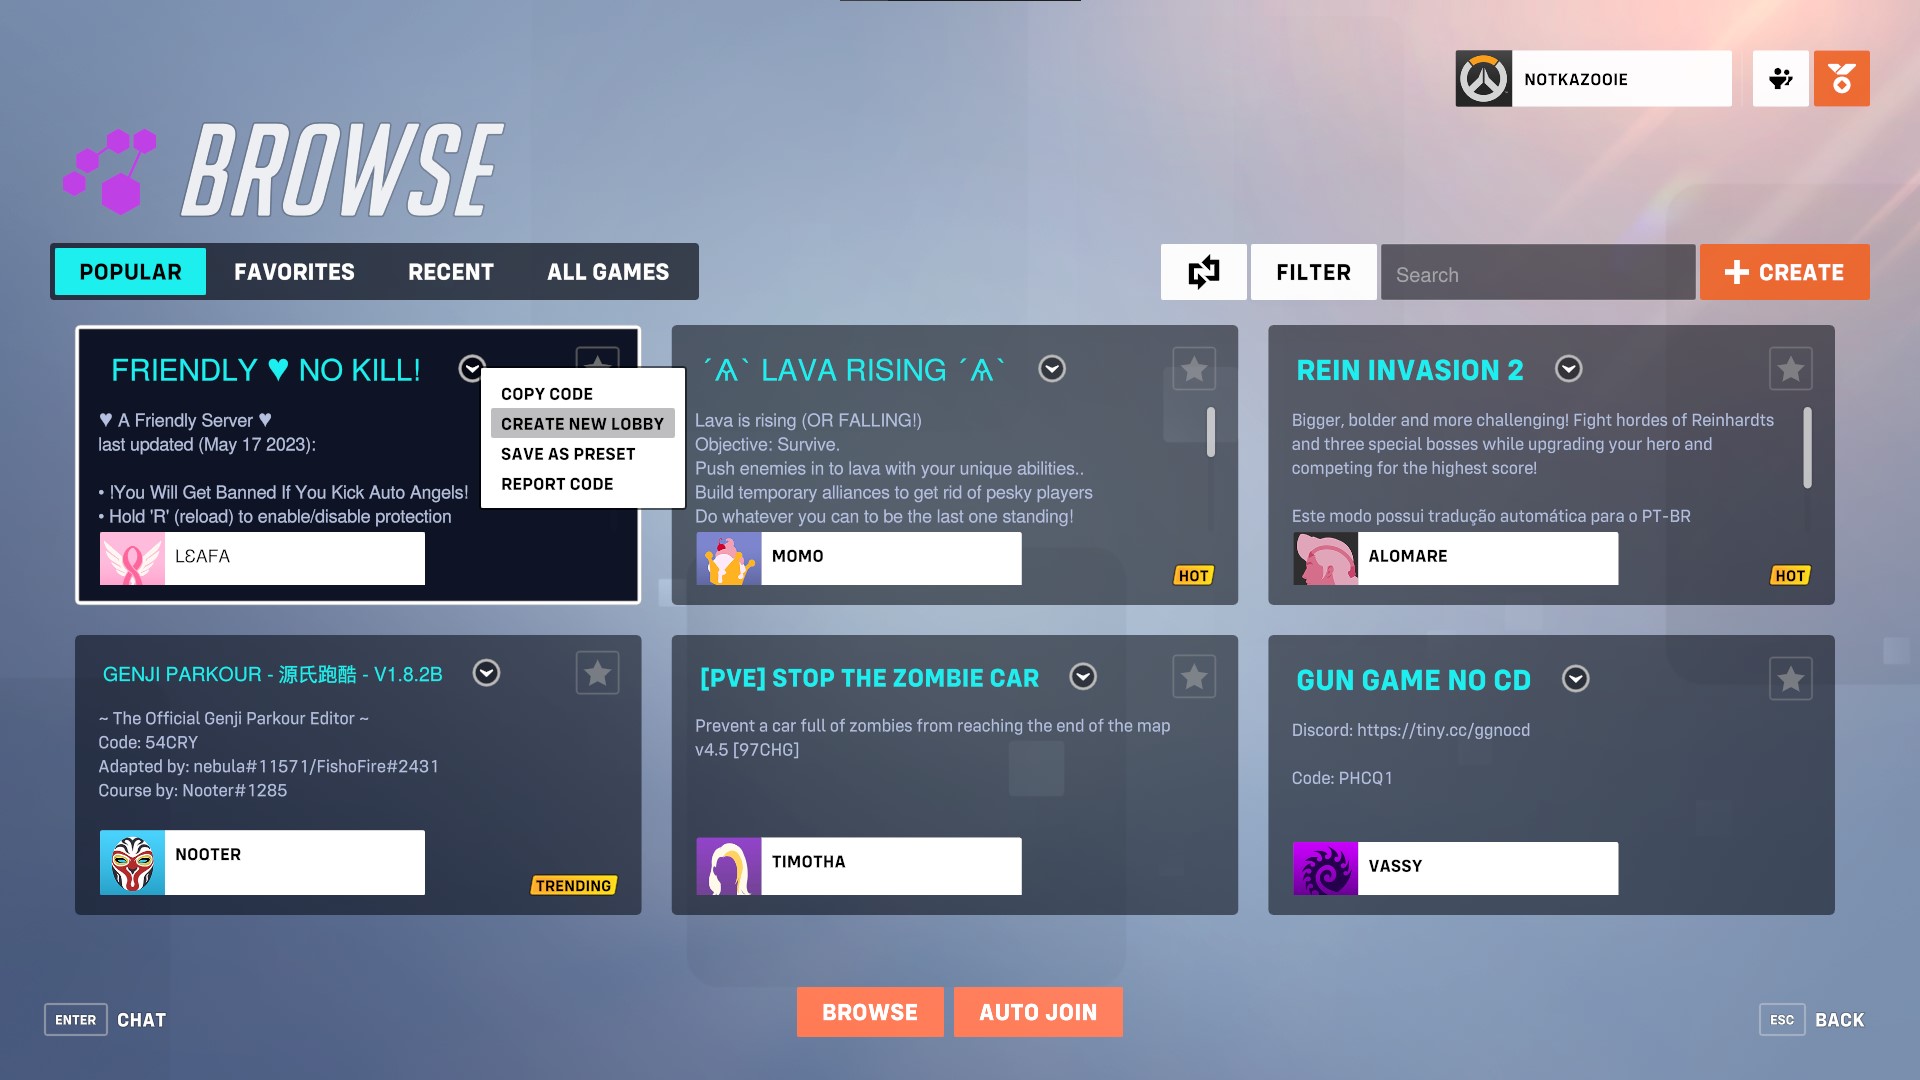 NOTKAZOOIE
BROWSE
POPULAR
FAVORITES
RECENT
ALL GAMES
FILTER
Search
CREATE
FRIENDLY ♥ NO KILL!
♥ A Friendly Server ♥
last updated (May 17 2023):
• !You Will Get Banned If You Kick Auto Angels!
• Hold 'R' (reload) to enable/disable protection
LƐAFA
COPY CODE
CREATE NEW LOBBY
SAVE AS PRESET
REPORT CODE
LAVA RISING
Lava is rising (OR FALLING!)
Objective: Survive.
Push enemies in to lava with your unique abilities..
Build temporary alliances to get rid of pesky players
Do whatever you can to be the last one standing!
MOMO
HOT
REIN INVASION 2
Bigger, bolder and more challenging! Fight hordes of Reinhardts
and three special bosses while upgrading your hero and
competing for the highest score!
Este modo possui tradução automática para o PT-BR
ALOMARE
HOT
GENJI PARKOUR - 源氏跑酷 - V1.8.2B
~ The Official Genji Parkour Editor ~
Code: 54CRY
Adapted by: nebula#11571/FishoFire#2431
Course by: Nooter#1285
NOOTER
TRENDING
[PVE] STOP THE ZOMBIE CAR
Prevent a car full of zombies from reaching the end of the map
v4.5 [97CHG]
TIMOTHA
GUN GAME NO CD
Discord: https://tiny.cc/ggnocd
Code: PHCQ1
VASSY
BROWSE
AUTO JOIN
ENTER
CHAT
ESC
BACK